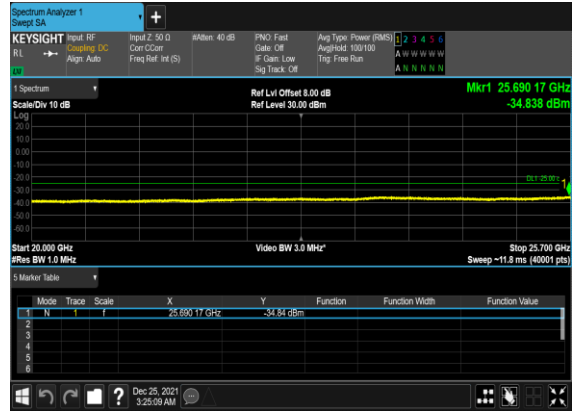 Spectrum Analyzer 1
Swept SA
+
KEYSIGHT Input: RF Input Z: 50 Ω #Atten: 40 dB PNO: Fast Avg Type: Power (RMS) 1 2 3 4 5 6
RL Coupling: DC Corr CCorr Gate: Off Avg|Hold: 100/100 A W W W W W
Align: Auto Freq Ref: Int (S) IF Gain: Low Trig: Free Run
Sig Track: Off A N N N N N
1 Spectrum Ref Lvl Offset 8.00 dB Mkr1 25.690 17 GHz
Scale/Div 10 dB Ref Level 30.00 dBm -34.838 dBm
Log
20.0
10.0
0.00
-10.0
-20.0 DL1 -25.00
-30.0 1
-40.0
-50.0
-60.0
Start 20.000 GHz Video BW 3.0 MHz* Stop 25.700 GHz
#Res BW 1.0 MHz Sweep ~11.8 ms (40001 pts)
5 Marker Table
Mode Trace Scale X Y Function Function Width Function Value
1 N 1 f 25.690 17 GHz -34.84 dBm
2
3
4
5
6
? Dec 25, 2021
3:25:09 AM